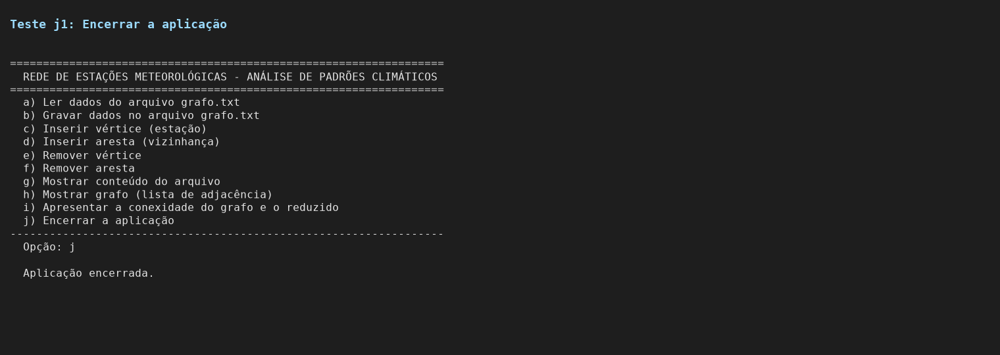 Teste j1: Encerrar a aplicação
==================================================================
REDE DE ESTAÇÕES METEOROLÓGICAS - ANÁLISE DE PADRÕES CLIMÁTICOS
==================================================================
a) Ler dados do arquivo grafo.txt
b) Gravar dados no arquivo grafo.txt
c) Inserir vértice (estação)
d) Inserir aresta (vizinhança)
e) Remover vértice
f) Remover aresta
g) Mostrar conteúdo do arquivo
h) Mostrar grafo (lista de adjacência)
i) Apresentar a conexidade do grafo e o reduzido
j) Encerrar a aplicação
------------------------------------------------------------------
Opção: j
Aplicação encerrada.